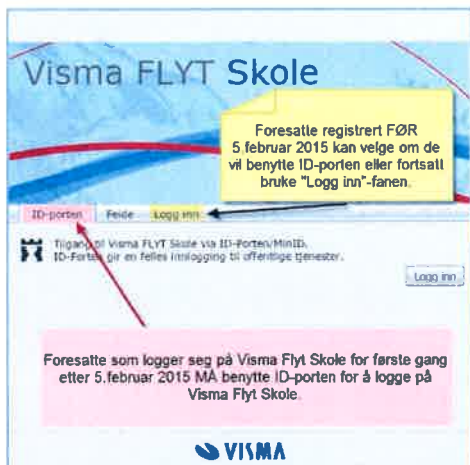 Visma FLYT Skole
Foresatte registrert FØR
5.februar 2015 kan velge om de
vil benytte ID-porten eller fortsatt
bruke "Logg inn"-fanen.
ID-porten Feide Logg inn
Tilgang til Visma FLYT Skole via ID-Porten/MinID.
ID-Porten gir en felles innlogging til offentlige tjenester.
Logg inn
Foresatte som logger seg på Visma Flyt Skole for første gang
etter 5.februar 2015 MÅ benytte ID-porten for å logge på
Visma Flyt Skole.
VISMA